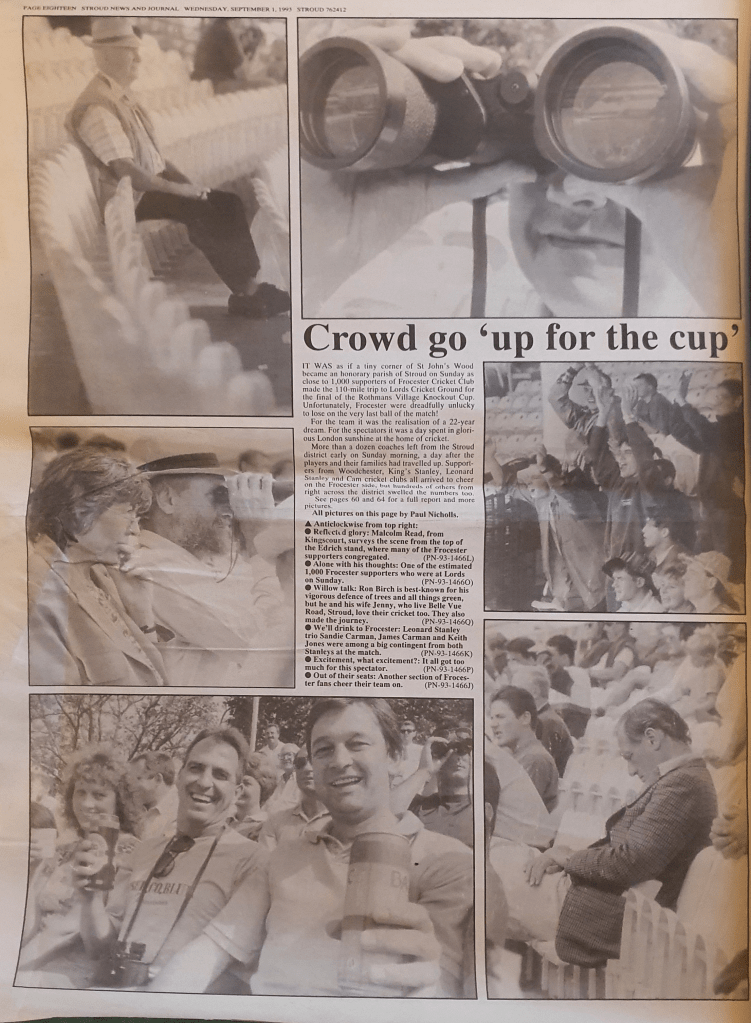 PAGE EIGHTEEN STROUD NEWS AND JOURNAL WEDNESDAY, SEPTEMBER 1, 1993 STROUD 762412
Crowd go ‘up for the cup’
IT WAS as if a tiny corner of St John's Wood
became an honorary parish of Stroud on Sunday as
close to 1,000 supporters of Frocester Cricket Club
made the 110-mile trip to Lords Cricket Ground for
the final of the Rothmans Village Knockout Cup.
Unfortunately, Frocester were dreadfully unlucky
to lose on the very last ball of the match!
For the team it was the realisation of a 22-year
dream. For the spectators it was a day spent in glori-
ous London sunshine at the home of cricket.
More than a dozen coaches left from the Stroud
district early on Sunday morning, a day after the
players and their families had travelled up. Support-
ers from Woodchester, King's Stanley, Leonard
Stanley and Cam cricket clubs all arrived to cheer
on the Frocester side, but hundreds of others from
right across the district swelled the numbers too.
See pages 60 and 64 for a full report and more
pictures.
All pictures on this page by Paul Nicholls.
▲ Anticlockwise from top right:
● Reflected glory: Malcolm Read, from
Kingscourt, surveys the scene from the top of
the Edrich stand, where many of the Frocester
supporters congregated. (PN-93-1466L)
● Alone with his thoughts: One of the estimated
1,000 Frocester supporters who were at Lords
on Sunday. (PN-93-1466O)
● Willow talk: Ron Birch is best-known for his
vigorous defence of trees and all things green,
but he and his wife Jenny, who live Belle Vue
Road, Stroud, love their cricket too. They also
made the journey. (PN-93-1466Q)
● We'll drink to Frocester: Leonard Stanley
trio Sandie Carman, James Carman and Keith
Jones were among a big contingent from both
Stanleys at the match. (PN-93-1466K)
● Excitement, what excitement?: It all got too
much for this spectator. (PN-93-1466P)
● Out of their seats: Another section of Froces-
ter fans cheer their team on. (PN-93-1466J)